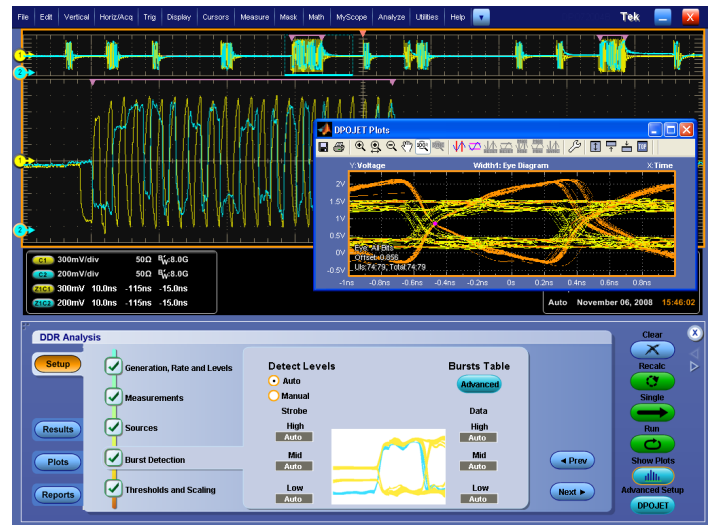 File Edit Vertical Horiz/Acq Trig Display Cursors Measure Mask Math MyScope Analyze Utilities Help Tek X
1
2
DPOJET Plots
Y:Voltage Width1: Eye Diagram X:Time
2V
1.5V
1V
0.5V
0V
-0.5V
Eye: All Bits
Offset: 0.856
UIs:7479, Total:7479
-1ns -0.8ns -0.6ns -0.4ns -0.2ns 0s 0.2ns 0.4ns 0.6ns 0.8ns
1
2
C1 300mV/div 50Ω BW:8.0G
C2 200mV/div 50Ω BW:8.0G
Z1C1 300mV 10.0ns -115ns -15.0ns
Z1C2 200mV 10.0ns -115ns -15.0ns
Auto November 06, 2008 15:46:02
DDR Analysis
Setup
Results
Plots
Reports
Generation, Rate and Levels
Measurements
Sources
Burst Detection
Thresholds and Scaling
Detect Levels
Auto
Manual
Strobe
High
Auto
Mid
Auto
Low
Auto
Bursts Table
Advanced
Data
High
Auto
Mid
Auto
Low
Auto
◄ Prev
Next ►
X
Clear
Recalc
Single
Run
Show Plots
Advanced Setup
DPOJET